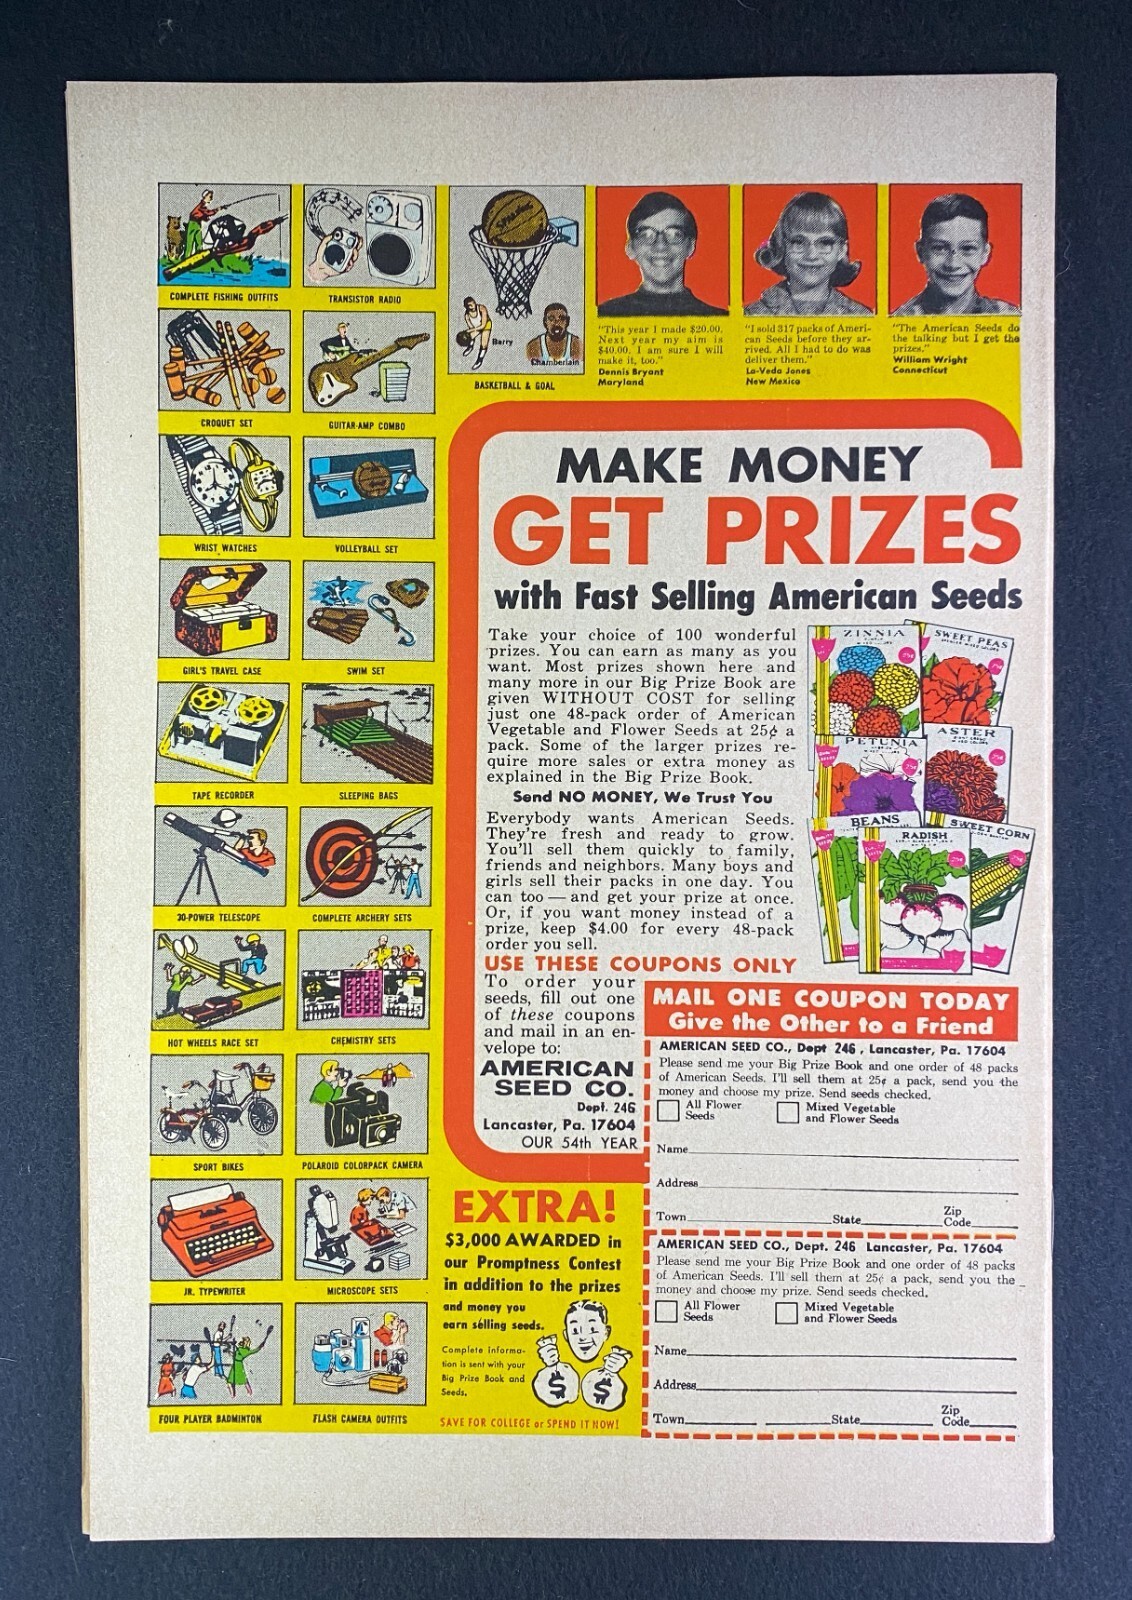 COMPLETE FISHING OUTFITS
TRANSISTOR RADIO
CROQUET SET
GUITAR-AMP COMBO
WRIST WATCHES
VOLLEYBALL SET
GIRL'S TRAVEL CASE
SWIM SET
TAPE RECORDER
SLEEPING BAGS
30-POWER TELESCOPE
COMPLETE ARCHERY SETS
HOT WHEELS RACE SET
CHEMISTRY SETS
SPORT BIKES
POLAROID COLORPACK CAMERA
JR. TYPEWRITER
MICROSCOPE SETS
FOUR PLAYER BADMINTON
FLASH CAMERA OUTFITS
Spalding
Barry
Chamberlain
BASKETBALL & GOAL
"This year I made $20.00.
Next year my aim is
$40.00. I am sure I will
make it, too."
Dennis Bryant
Maryland
"I sold 317 packs of Ameri-
can Seeds before they ar-
rived. All I had to do was
deliver them."
La-Veda Jones
New Mexico
"The American Seeds do
the talking but I get the
prizes."
William Wright
Connecticut
MAKE MONEY
GET PRIZES
with Fast Selling American Seeds
Take your choice of 100 wonderful
prizes. You can earn as many as you
want. Most prizes shown here and
many more in our Big Prize Book are
given WITHOUT COST for selling
just one 48-pack order of American
Vegetable and Flower Seeds at 25¢ a
pack. Some of the larger prizes re-
quire more sales or extra money as
explained in the Big Prize Book.
Send NO MONEY, We Trust You
Everybody wants American Seeds.
They're fresh and ready to grow.
You'll sell them quickly to family,
friends and neighbors. Many boys and
girls sell their packs in one day. You
can too — and get your prize at once.
Or, if you want money instead of a
prize, keep $4.00 for every 48-pack
order you sell.
USE THESE COUPONS ONLY
To order your
seeds, fill out one
of these coupons
and mail in an en-
velope to:
AMERICAN
SEED CO.
Dept. 246
Lancaster, Pa. 17604
OUR 54th YEAR
ZINNIA
25¢
SWEET PEAS
25¢
PETUNIA
25¢
ASTER
25¢
BEANS
RADISH
25¢
SWEET CORN
25¢
MAIL ONE COUPON TODAY
Give the Other to a Friend
AMERICAN SEED CO., Dept 246, Lancaster, Pa. 17604
Please send me your Big Prize Book and one order of 48 packs
of American Seeds. I'll sell them at 25¢ a pack, send you the
money and choose my prize. Send seeds checked.
All Flower
Seeds
Mixed Vegetable
and Flower Seeds
Name
Address
Town State Zip
Code
AMERICAN SEED CO., Dept. 246 Lancaster, Pa. 17604
Please send me your Big Prize Book and one order of 48 packs
of American Seeds. I'll sell them at 25¢ a pack, send you the
money and choose my prize. Send seeds checked.
All Flower
Seeds
Mixed Vegetable
and Flower Seeds
Name
Address
Town State Zip
Code
EXTRA!
$3,000 AWARDED in
our Promptness Contest
in addition to the prizes
and money you
earn selling seeds.
Complete informa-
tion is sent with your
Big Prize Book and
Seeds.
$ $
SAVE FOR COLLEGE or SPEND IT NOW!